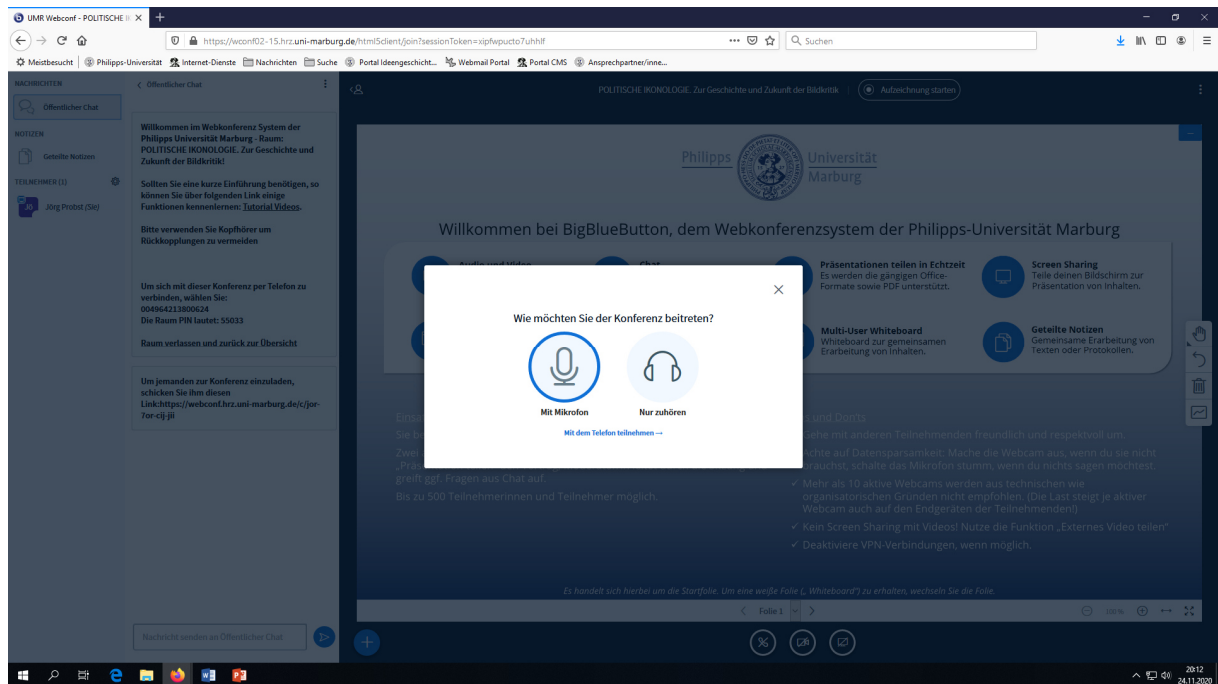 UMR Webconf - POLITISCHE I
https://wconf02-15.hrz.uni-marburg.de/html5client/join?sessionToken=xipfwpucto7uhhlf
Suchen
Meistbesucht
Philipps-Universität
Internet-Dienste
Nachrichten
Suche
Portal Ideengeschicht...
Webmail Portal
Portal CMS
Ansprechpartner/inne...
NACHRICHTEN
Öffentlicher Chat
NOTIZEN
Geteilte Notizen
TEILNEHMER (1)
JÖ
Jörg Probst (Sie)
Öffentlicher Chat
Willkommen im Webkonferenz System der
Philipps Universität Marburg - Raum:
POLITISCHE IKONOLOGIE. Zur Geschichte und
Zukunft der Bildkritik!
Sollten Sie eine kurze Einführung benötigen, so
können Sie über folgenden Link einige
Funktionen kennenlernen: Tutorial Videos.
Bitte verwenden Sie Kopfhörer um
Rückkopplungen zu vermeiden
Um sich mit dieser Konferenz per Telefon zu
verbinden, wählen Sie:
004964213800624
Die Raum PIN lautet: 55033
Raum verlassen und zurück zur Übersicht
Um jemanden zur Konferenz einzuladen,
schicken Sie ihm diesen
Link:https://webconf.hrz.uni-marburg.de/c/jor-
7or-cij-jii
Nachricht senden an Öffentlicher Chat
POLITISCHE IKONOLOGIE. Zur Geschichte und Zukunft der Bildkritik
Aufzeichnung starten
Philipps Universität
Marburg
Willkommen bei BigBlueButton, dem Webkonferenzsystem der Philipps-Universität Marburg
Audio und Video
Chat
Präsentationen teilen in Echtzeit
Es werden die gängigen Office-
Formate sowie PDF unterstützt.
Screen Sharing
Teile deinen Bildschirm zur
Präsentation von Inhalten.
Multi-User Whiteboard
Whiteboard zur gemeinsamen
Erarbeitung von Inhalten.
Geteilte Notizen
Gemeinsame Erarbeitung von
Texten oder Protokollen.
Wie möchten Sie der Konferenz beitreten?
Mit Mikrofon
Nur zuhören
Mit dem Telefon teilnehmen
Sie
Zwei
greift ggf. Fragen aus Chat auf.
Bis zu 500 Teilnehmerinnen und Teilnehmer möglich.
und Don'ts
Gehe mit anderen Teilnehmenden freundlich und respektvoll um.
Achte auf Datensparsamkeit: Mache die Webcam aus, wenn du sie nicht
brauchst, schalte das Mikrofon stumm, wenn du nichts sagen möchtest.
Mehr als 10 aktive Webcams werden aus technischen wie
organisatorischen Gründen nicht empfohlen. (Die Last steigt je aktiver
Webcam auch auf den Endgeräten der Teilnehmenden!)
Kein Screen Sharing mit Videos! Nutze die Funktion „Externes Video teilen"
Deaktiviere VPN-Verbindungen, wenn möglich.
Es handelt sich hierbei um die Startfolie. Um eine weiße Folie („ Whiteboard") zu erhalten, wechseln Sie die Folie.
Folie 1
100%
20:12
24.11.2020